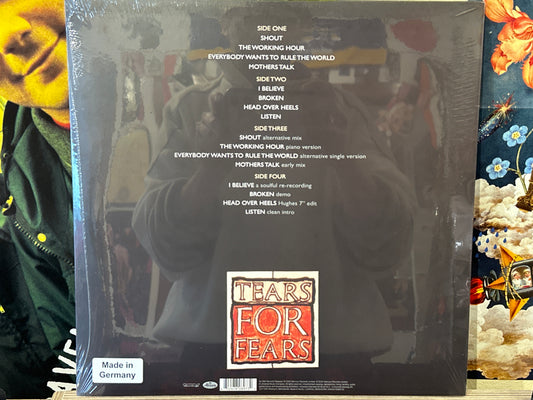 SIDE ONE
SHOUT
THE WORKING HOUR
EVERYBODY WANTS TO RULE THE WORLD
MOTHERS TALK
SIDE TWO
I BELIEVE
BROKEN
HEAD OVER HEELS
LISTEN
SIDE THREE
SHOUT alternative mix
THE WORKING HOUR piano version
EVERYBODY WANTS TO RULE THE WORLD alternative single version
MOTHERS TALK early mix
SIDE FOUR
I BELIEVE a soulful re-recording
BROKEN demo
HEAD OVER HEELS Hughes 7" edit
LISTEN clean intro
TEARS
FOR
FEARS
Made in
Germany